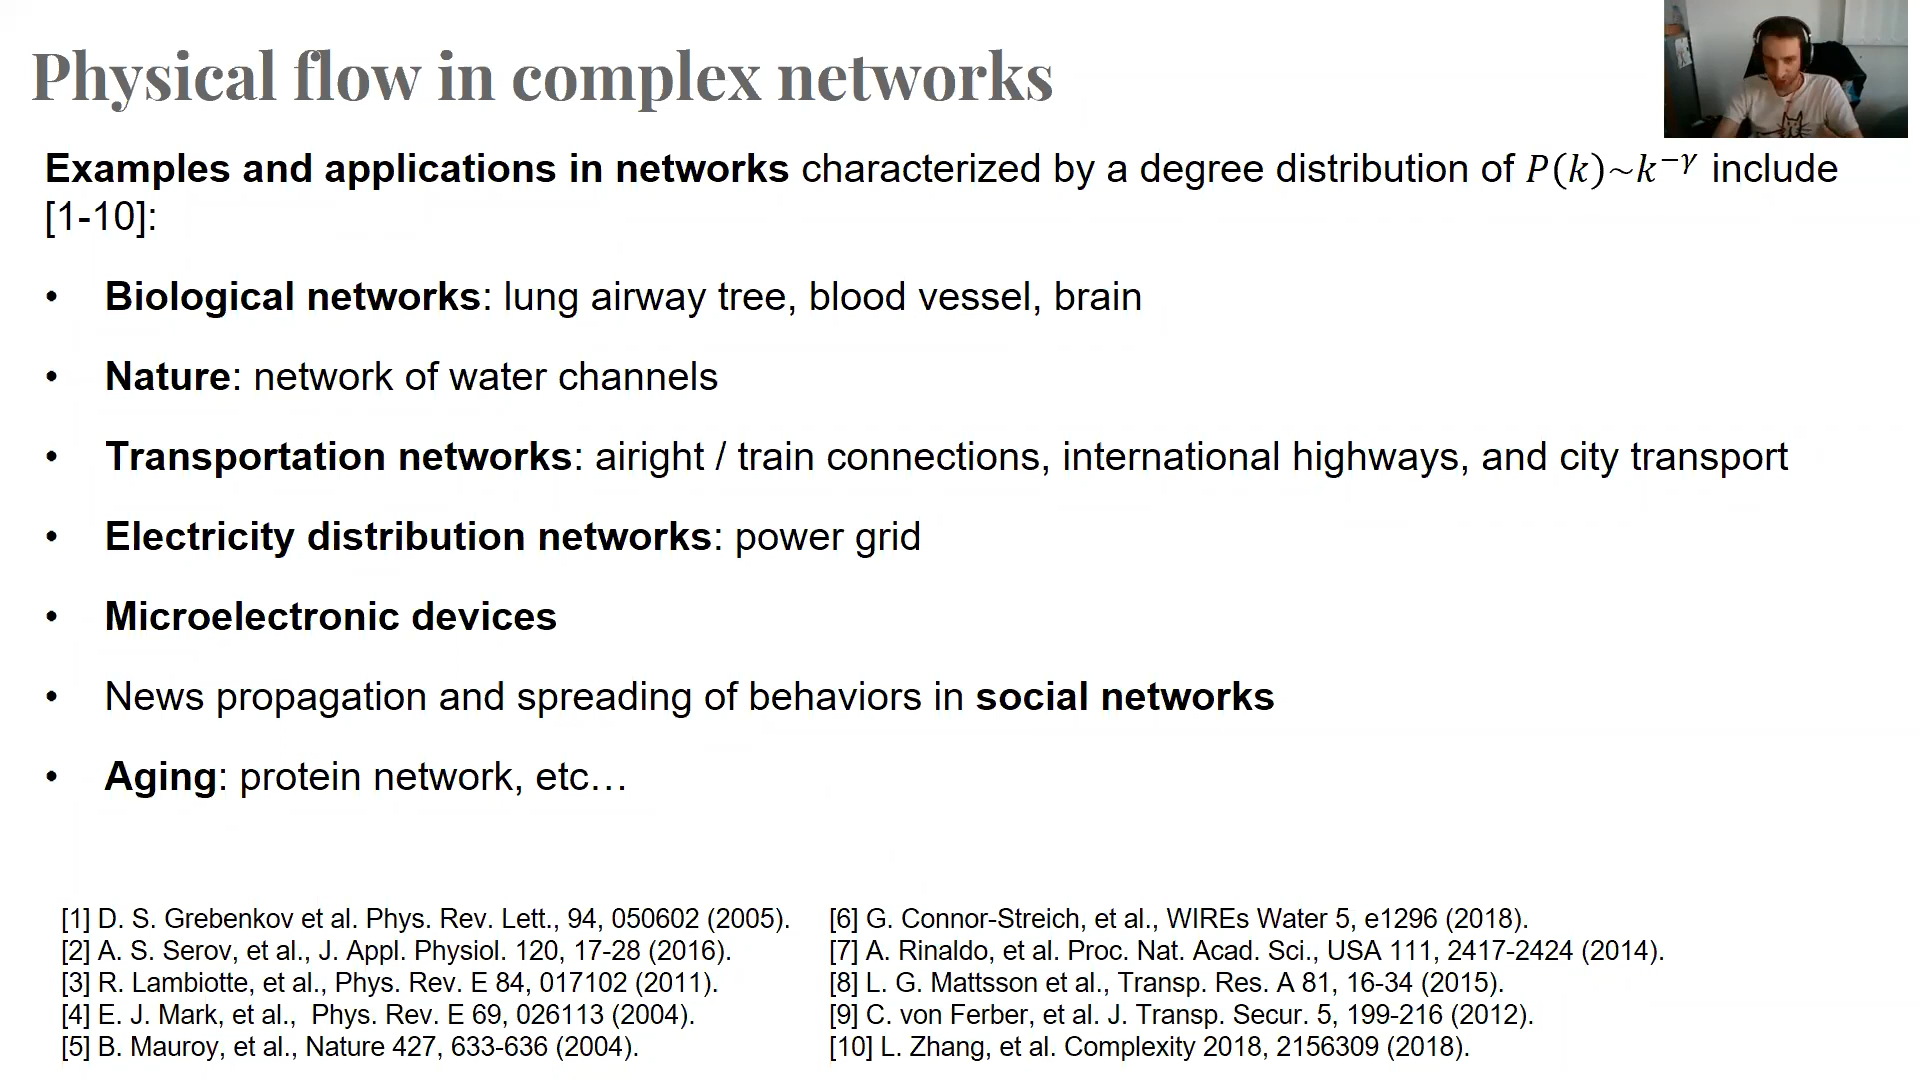 Physical flow in complex networks
Examples and applications in networks characterized by a degree distribution of P(k)~k^{-γ} include
[1-10]:
• Biological networks: lung airway tree, blood vessel, brain
• Nature: network of water channels
• Transportation networks: airight / train connections, international highways, and city transport
• Electricity distribution networks: power grid
• Microelectronic devices
• News propagation and spreading of behaviors in social networks
• Aging: protein network, etc…
[1] D. S. Grebenkov et al. Phys. Rev. Lett., 94, 050602 (2005).
[2] A. S. Serov, et al., J. Appl. Physiol. 120, 17-28 (2016).
[3] R. Lambiotte, et al., Phys. Rev. E 84, 017102 (2011).
[4] E. J. Mark, et al.,  Phys. Rev. E 69, 026113 (2004).
[5] B. Mauroy, et al., Nature 427, 633-636 (2004).
[6] G. Connor-Streich, et al., WIREs Water 5, e1296 (2018).
[7] A. Rinaldo, et al. Proc. Nat. Acad. Sci., USA 111, 2417-2424 (2014).
[8] L. G. Mattsson et al., Transp. Res. A 81, 16-34 (2015).
[9] C. von Ferber, et al. J. Transp. Secur. 5, 199-216 (2012).
[10] L. Zhang, et al. Complexity 2018, 2156309 (2018).